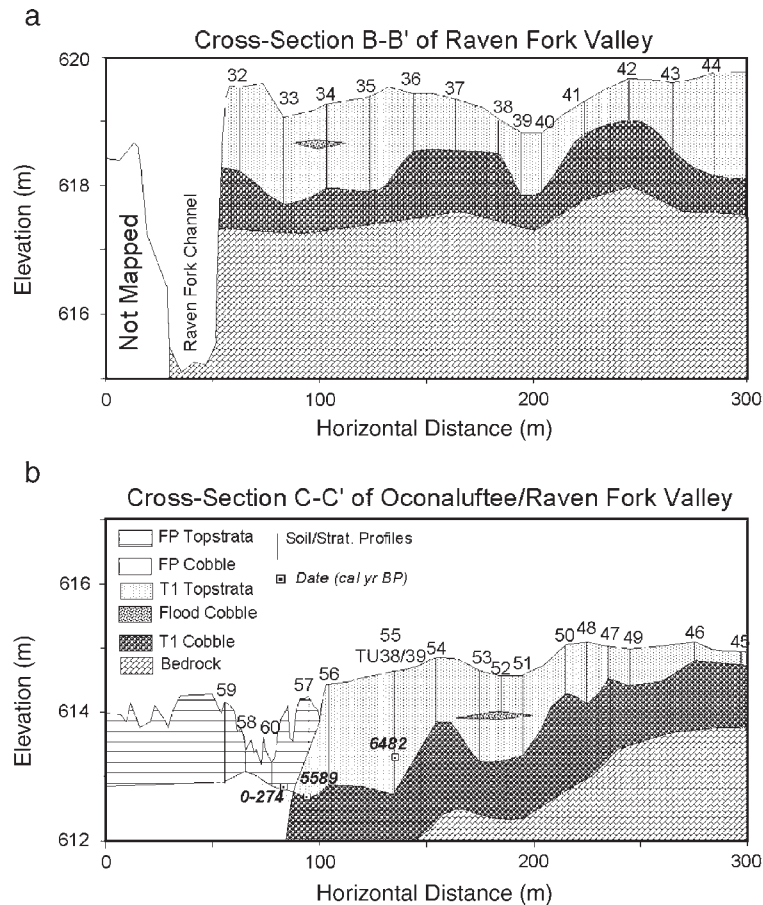 a
Cross-Section B-B' of Raven Fork Valley
620
618
616
Elevation (m)
Not Mapped
Raven Fork Channel
32
33
34
35
36
37
38
39
40
41
42
43
44
0
100
200
300
Horizontal Distance (m)
b
Cross-Section C-C' of Oconaluftee/Raven Fork Valley
616
614
612
Elevation (m)
FP Topstrata
FP Cobble
T1 Topstrata
Flood Cobble
T1 Cobble
Bedrock
Soil/Strat. Profiles
Date (cal yr BP)
59
58
60
57
56
55
TU38/39
54
53
52
51
50
48
47
49
46
45
6482
5589
0-274
0
100
200
300
Horizontal Distance (m)